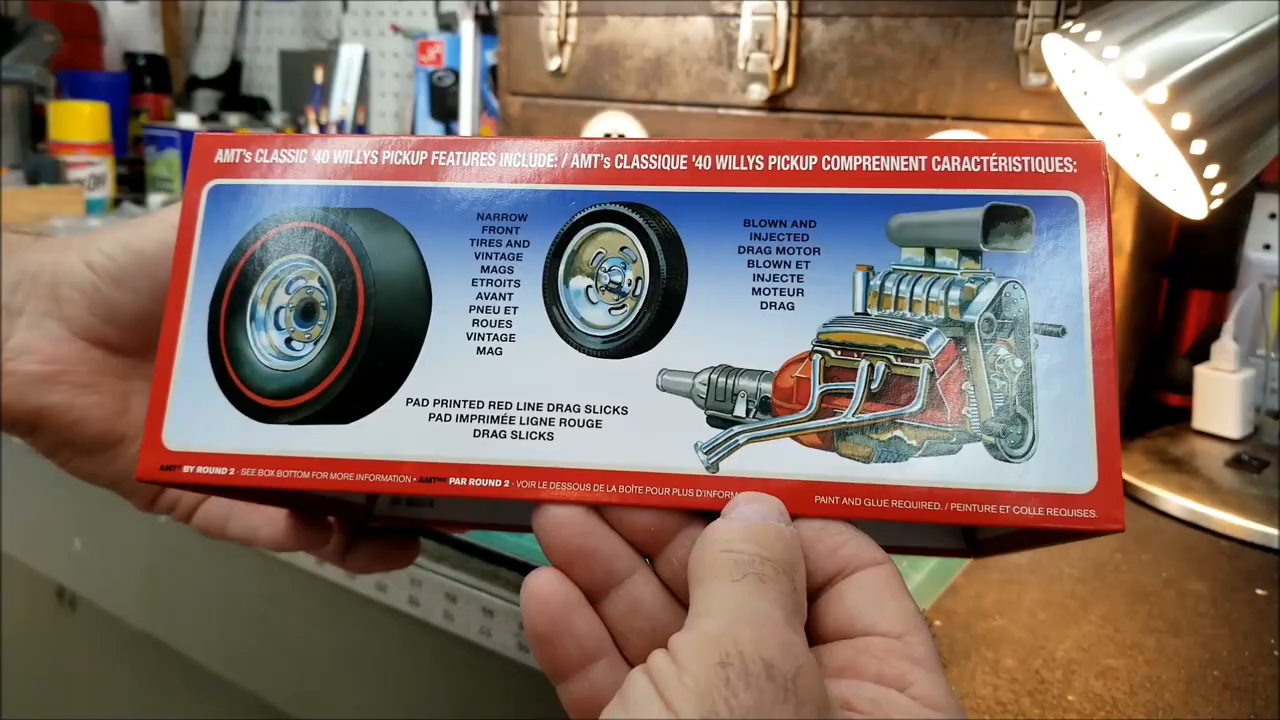 AMT's CLASSIC '40 WILLYS PICKUP FEATURES INCLUDE: / AMT's CLASSIQUE '40 WILLYS PICKUP COMPRENNENT CARACTÉRISTIQUES:
NARROW
FRONT
TIRES AND
VINTAGE
MAGS
ETROITS
AVANT
PNEU ET
ROUES
VINTAGE
MAG
BLOWN AND
INJECTED
DRAG MOTOR
BLOWN ET
INJECTE
MOTEUR
DRAG
PAD PRINTED RED LINE DRAG SLICKS
PAD IMPRIMÉE LIGNE ROUGE
DRAG SLICKS
AMT® BY ROUND 2 - SEE BOX BOTTOM FOR MORE INFORMATION • AMT PAR ROUND 2 - VOIR LE DESSOUS DE LA BOÎTE POUR PLUS
PAINT AND GLUE REQUIRED. / PEINTURE ET COLLE REQUISES.